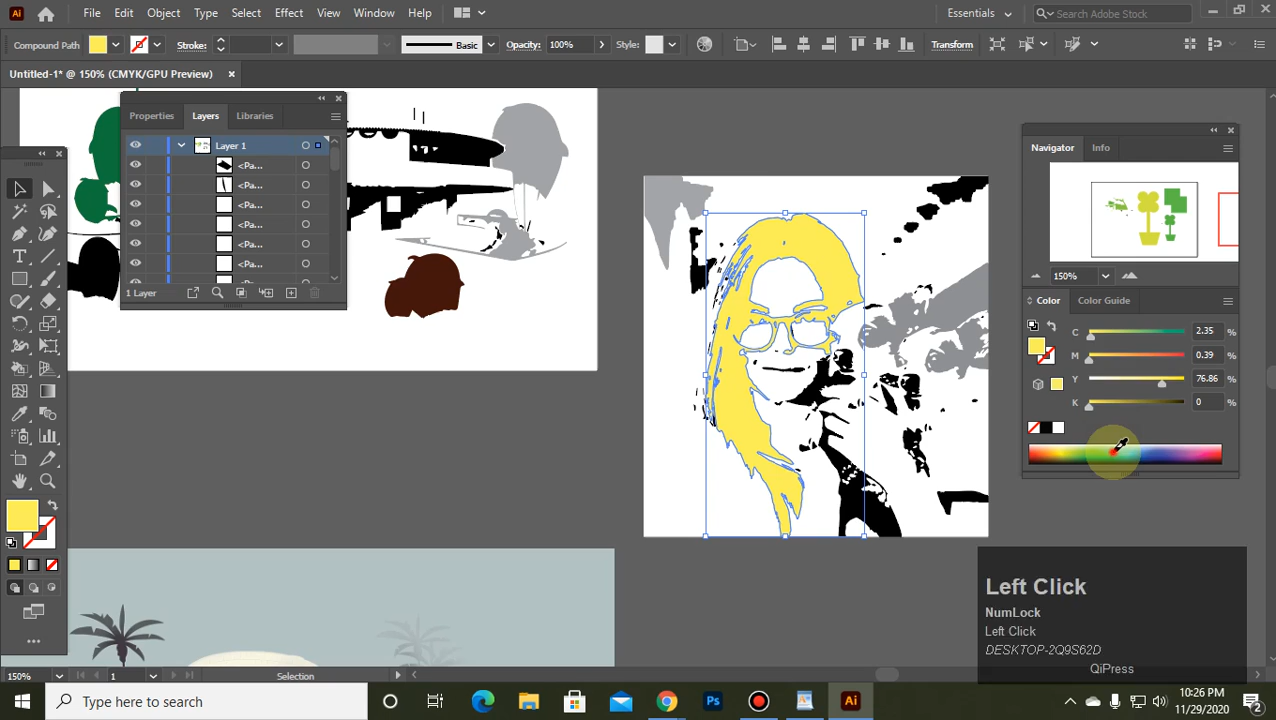 Ai File Edit Object Type Select Effect View Window Help Essentials Search Adobe Stock
Compound Path Stroke: Basic Opacity: 100% Style: Transform
Untitled-1* @ 150% (CMYK/GPU Preview)
Properties Layers Libraries
Layer 1
<Pa...
<Pa...
<Pa...
<Pa...
<Pa...
<Pa...
1 Layer
Navigator Info
150%
Color Color Guide
C 2.35 %
M 0.39 %
Y 76.86 %
K 0 %
Left Click
NumLock
Left Click
DESKTOP-2Q9S62D
QiPress
150% 1 Selection
Type here to search Ps Ai 10:26 PM
11/29/2020 2